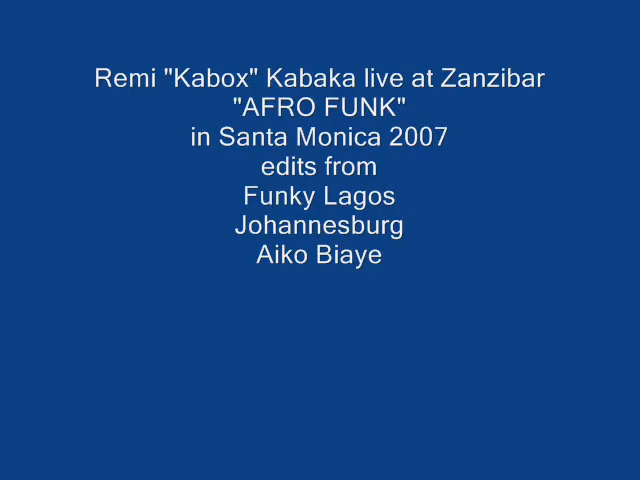 Remi "Kabox" Kabaka live at Zanzibar
"AFRO FUNK"
in Santa Monica 2007
edits from
Funky Lagos
Johannesburg
Aiko Biaye